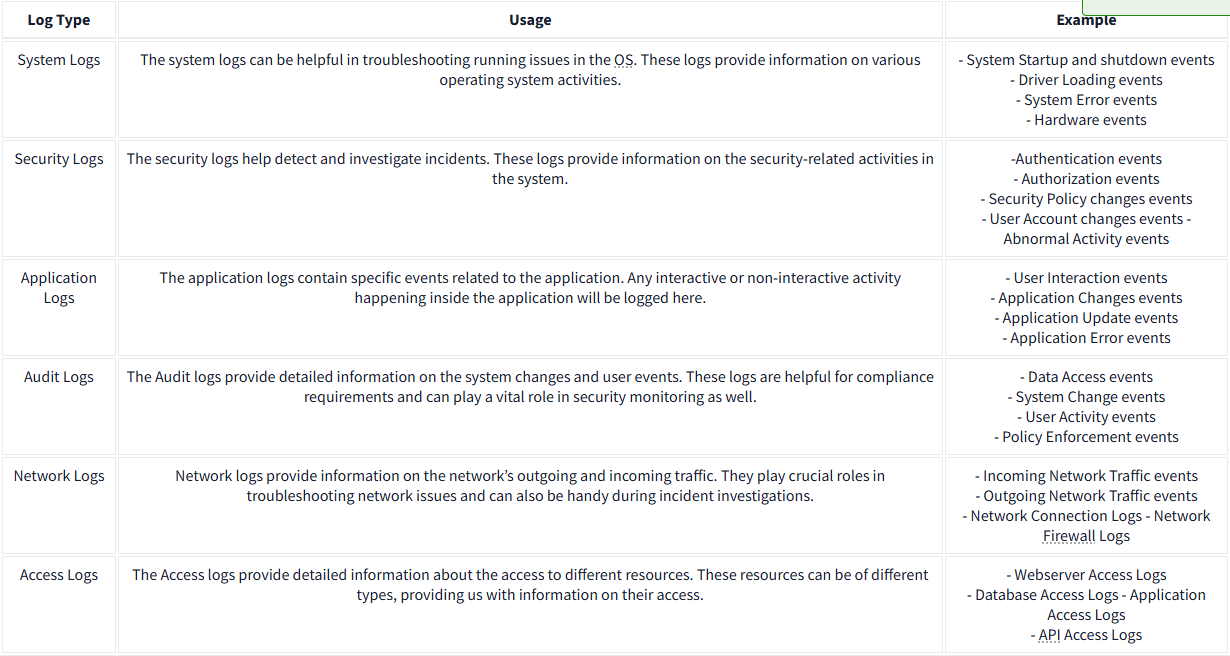 Log Type Usage Example
System Logs
The system logs can be helpful in troubleshooting running issues in the OS. These logs provide information on various
operating system activities.
- System Startup and shutdown events
- Driver Loading events
- System Error events
- Hardware events
Security Logs
The security logs help detect and investigate incidents. These logs provide information on the security-related activities in
the system.
-Authentication events
- Authorization events
- Security Policy changes events
- User Account changes events -
Abnormal Activity events
Application
Logs
The application logs contain specific events related to the application. Any interactive or non-interactive activity
happening inside the application will be logged here.
- User Interaction events
- Application Changes events
- Application Update events
- Application Error events
Audit Logs
The Audit logs provide detailed information on the system changes and user events. These logs are helpful for compliance
requirements and can play a vital role in security monitoring as well.
- Data Access events
- System Change events
- User Activity events
- Policy Enforcement events
Network Logs
Network logs provide information on the network’s outgoing and incoming traffic. They play crucial roles in
troubleshooting network issues and can also be handy during incident investigations.
- Incoming Network Traffic events
- Outgoing Network Traffic events
- Network Connection Logs - Network
Firewall Logs
Access Logs
The Access logs provide detailed information about the access to different resources. These resources can be of different
types, providing us with information on their access.
- Webserver Access Logs
- Database Access Logs - Application
Access Logs
- API Access Logs